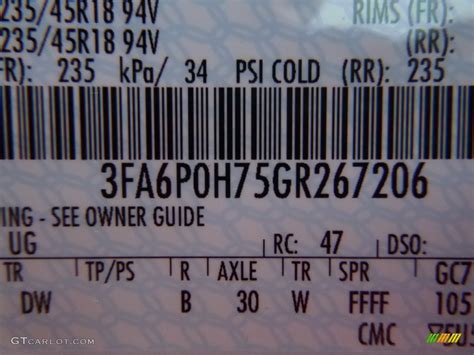 235/45R18 94V RIMS (FR):
235/45R18 94V (RR):
FR): 235 kPa/ 34 PSI COLD (RR): 235
3FA6P0H75GR267206
ING - SEE OWNER GUIDE
UG RC: 47 DSO:
TR TP/PS R AXLE TR SPR GC7
DW B 30 W FFFF 105
CMC
GTcarlot.com